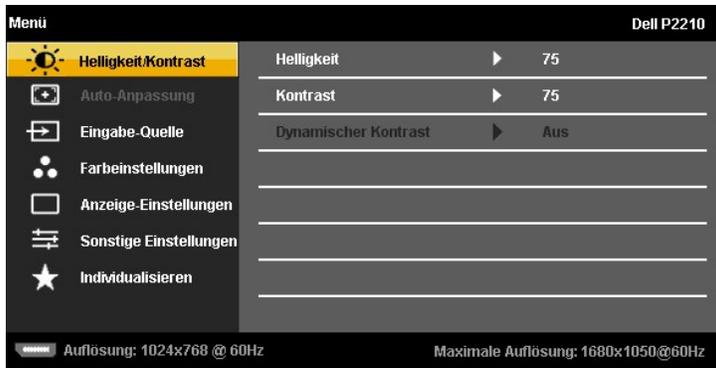 Menü Dell P2210
Helligkeit/Kontrast Helligkeit 75
Auto-Anpassung Kontrast 75
Eingabe-Quelle Dynamischer Kontrast Aus
Farbeinstellungen
Anzeige-Einstellungen
Sonstige Einstellungen
Individualisieren
Auflösung: 1024x768 @ 60Hz Maximale Auflösung: 1680x1050@60Hz